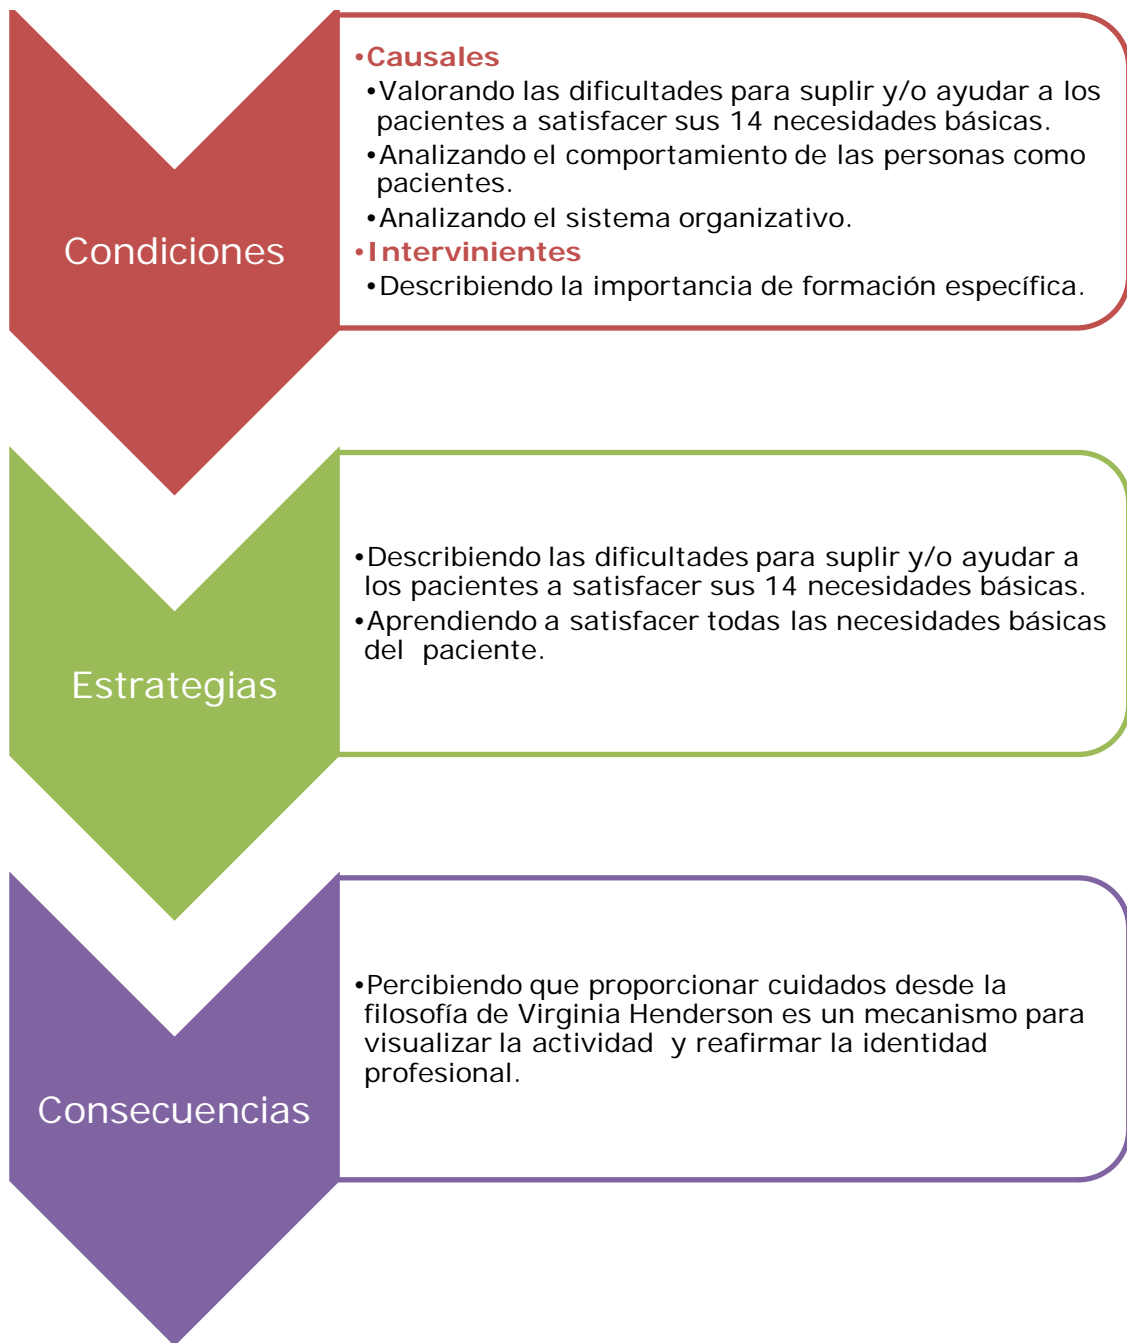 Condiciones
•Causales
•Valorando las dificultades para suplir y/o ayudar a los
pacientes a satisfacer sus 14 necesidades básicas.
•Analizando el comportamiento de las personas como
pacientes.
•Analizando el sistema organizativo.
•Intervinientes
•Describiendo la importancia de formación específica.
Estrategias
•Describiendo las dificultades para suplir y/o ayudar a
los pacientes a satisfacer sus 14 necesidades básicas.
•Aprendiendo a satisfacer todas las necesidades básicas
del paciente.
Consecuencias
•Percibiendo que proporcionar cuidados desde la
filosofía de Virginia Henderson es un mecanismo para
visualizar la actividad y reafirmar la identidad
profesional.